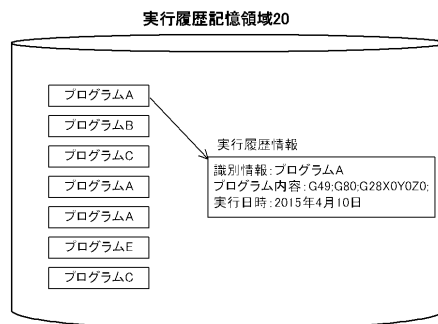 実行履歴記憶領域20
プログラムA
プログラムB
プログラムC
プログラムA
プログラムA
プログラムE
プログラムC
実行履歴情報
識別情報:プログラムA
プログラム内容:G49;G80;G28X0Y0Z0;
実行日時:2015年4月10日